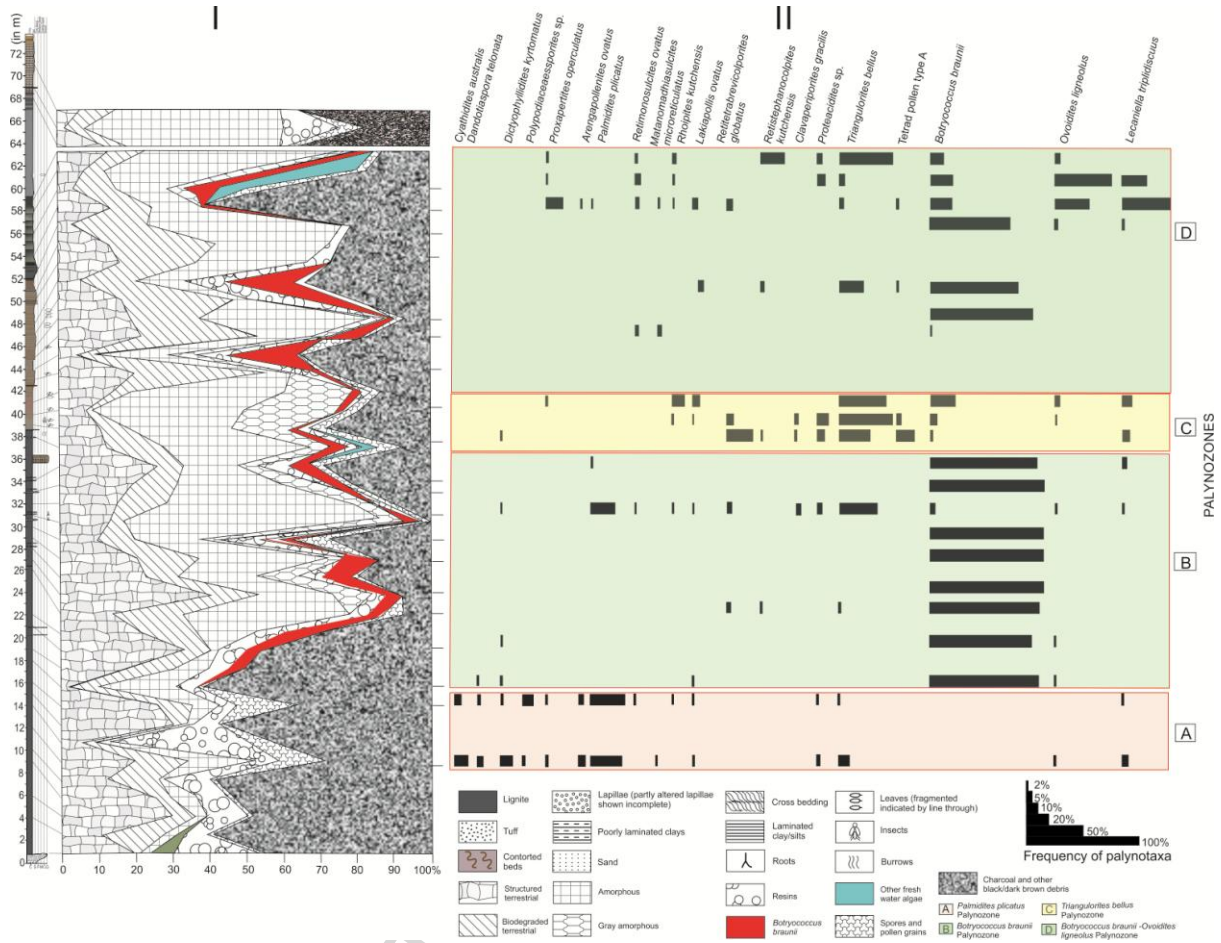 I
II
(in m)
72
70
68
66
64
62
60
58
56
54
52
50
48
46
44
42
40
38
36
34
32
30
28
26
24
22
20
18
16
14
12
10
8
6
4
2
0
0
10
20
30
40
50
60
70
80
90
100%
Cyathidites australis
Dandotiaspora telonata
Dictyophyllidites kyrtomatus
Polypodiaceaessporites sp.
Proxapertites operculatus
Arengapollenites ovatus
Palmidites plicatus
Retimonosulcites ovatus
Matanomadhiasulcites
microreticulatus
Rhoipites kutchensis
Lakiapollis ovatus
Retitetrabrevicolporites
globatus
Retistephanocolpites
kutchensis
Clavaperiporites gracilis
Proteacidites sp.
Triangulorites bellus
Tetrad pollen type A
Botryococcus braunii
Ovoidites ligneolus
Lecaniella triplidiscuus
D
C
B
A
PALYNOZONES
Lignite
Tuff
Contorted
beds
Structured
terrestrial
Biodegraded
terrestrial
Lapillae (partly altered lapillae
shown incomplete)
Poorly laminated clays
Sand
Amorphous
Gray amorphous
Cross bedding
Laminated
clay/silts
Roots
Resins
Botryococcus
braunii
Leaves (fragmented
indicated by line through)
Insects
Burrows
Other fresh
water algae
Spores and
pollen grains
2%
5%
10%
20%
50%
100%
Frequency of palynotaxa
Charcoal and other
black/dark brown debris
A Palmidites plicatus
Palynozone
B Botryococcus braunii
Palynozone
C Triangulorites bellus
Palynozone
D Botryococcus braunii -Ovoidites
ligneolus Palynozone